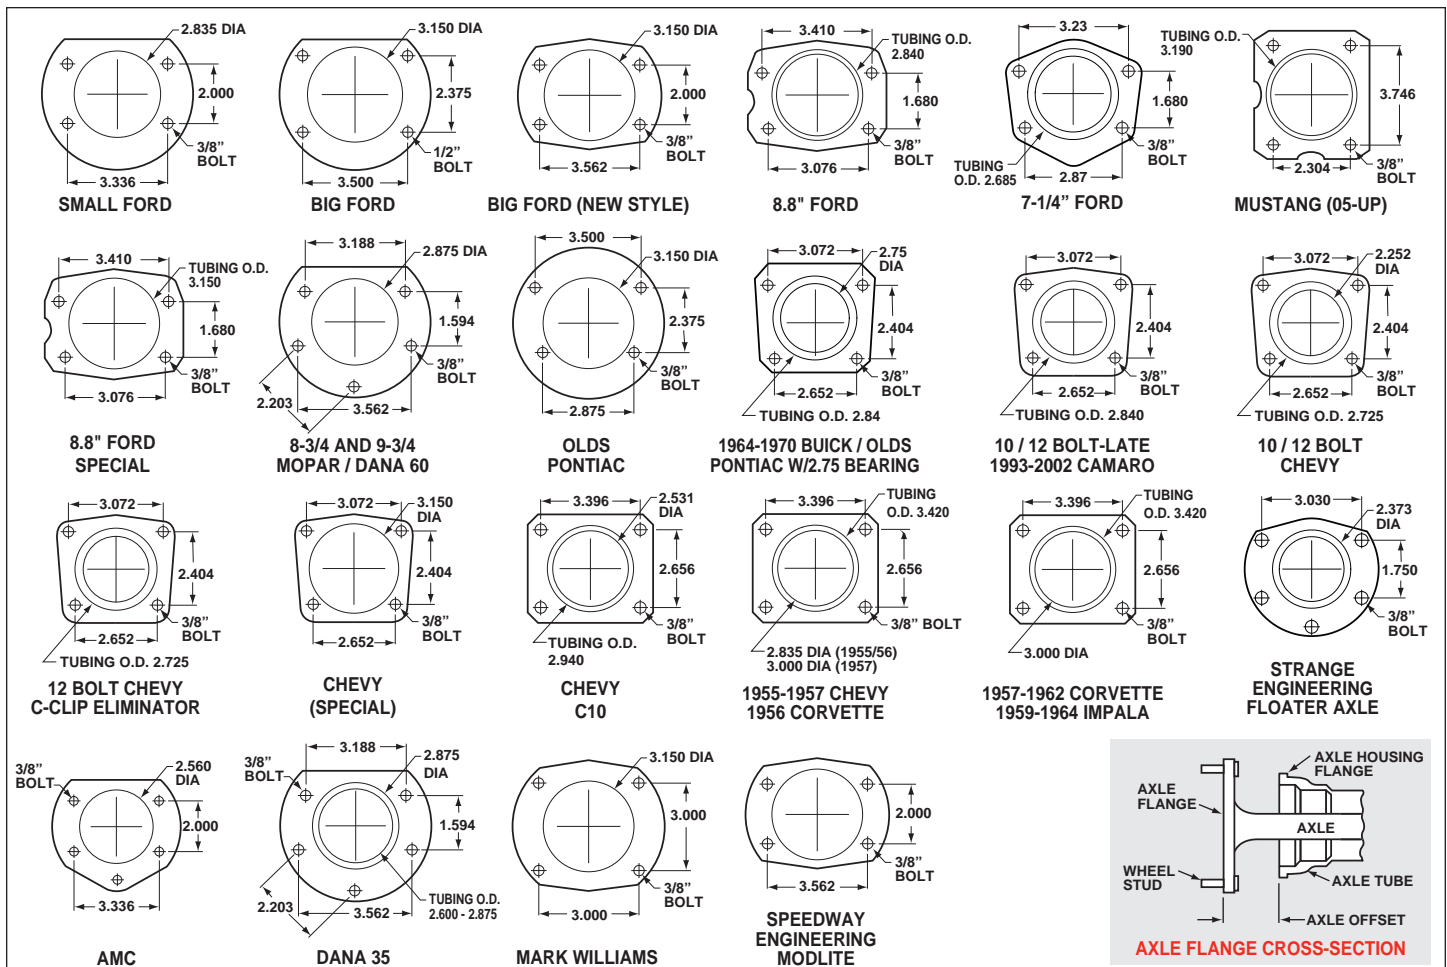 2.835 DIA
2.000
3/8”
BOLT
3.336
SMALL FORD
3.150 DIA
2.375
1/2”
BOLT
3.500
BIG FORD
3.150 DIA
2.000
3/8”
BOLT
3.562
BIG FORD (NEW STYLE)
3.410
TUBING O.D.
2.840
1.680
3/8”
BOLT
3.076
8.8" FORD
3.23
1.680
3/8”
BOLT
TUBING
O.D. 2.685
2.87
7-1/4” FORD
TUBING O.D.
3.190
3.746
3/8”
BOLT
2.304
MUSTANG (05-UP)
3.410
TUBING O.D.
3.150
1.680
3/8”
BOLT
3.076
8.8" FORD
SPECIAL
3.188
2.875 DIA
1.594
3/8”
BOLT
2.203
3.562
8-3/4 AND 9-3/4
MOPAR / DANA 60
3.500
3.150 DIA
2.375
3/8”
BOLT
2.875
OLDS
PONTIAC
3.072
2.75
DIA
2.404
3/8”
BOLT
2.652
TUBING O.D. 2.84
1964-1970 BUICK / OLDS
PONTIAC W/2.75 BEARING
3.072
2.404
3/8”
BOLT
2.652
TUBING O.D. 2.840
10 / 12 BOLT-LATE
1993-2002 CAMARO
3.072
2.252
DIA
2.404
3/8”
BOLT
2.652
TUBING O.D. 2.725
10 / 12 BOLT
CHEVY
3.072
2.404
3/8”
BOLT
2.652
TUBING O.D. 2.725
12 BOLT CHEVY
C-CLIP ELIMINATOR
3.072
3.150
DIA
2.404
3/8”
BOLT
2.652
CHEVY
(SPECIAL)
3.396
2.531
DIA
2.656
3/8”
BOLT
TUBING O.D.
2.940
CHEVY
C10
3.396
TUBING
O.D. 3.420
2.656
3/8” BOLT
2.835 DIA (1955/56)
3.000 DIA (1957)
1955-1957 CHEVY
1956 CORVETTE
3.396
TUBING
O.D. 3.420
2.656
3/8”
BOLT
3.000 DIA
1957-1962 CORVETTE
1959-1964 IMPALA
3.030
2.373
DIA
1.750
3/8”
BOLT
STRANGE
ENGINEERING
FLOATER AXLE
3/8”
BOLT
2.560
DIA
2.000
3.336
AMC
3/8”
BOLT
3.188
2.875
DIA
1.594
TUBING O.D.
2.600 - 2.875
2.203
3.562
DANA 35
3.150 DIA
3.000
3/8”
BOLT
3.000
MARK WILLIAMS
2.000
3/8”
BOLT
3.562
SPEEDWAY
ENGINEERING
MODLITE
AXLE HOUSING
FLANGE
AXLE
FLANGE
AXLE
WHEEL
STUD
AXLE TUBE
AXLE OFFSET
AXLE FLANGE CROSS-SECTION